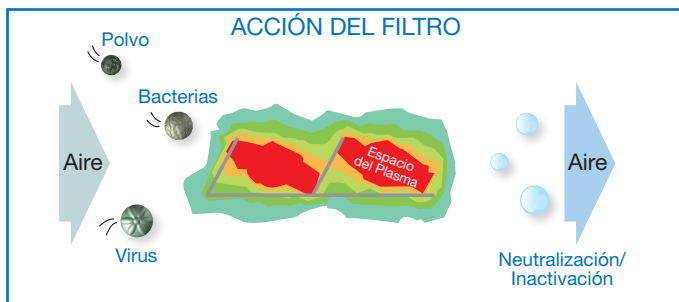 ACCIÓN DEL FILTRO
Polvo
Bacterias
Aire
Espacio
del Plasma
Aire
Virus
Neutralización/
Inactivación